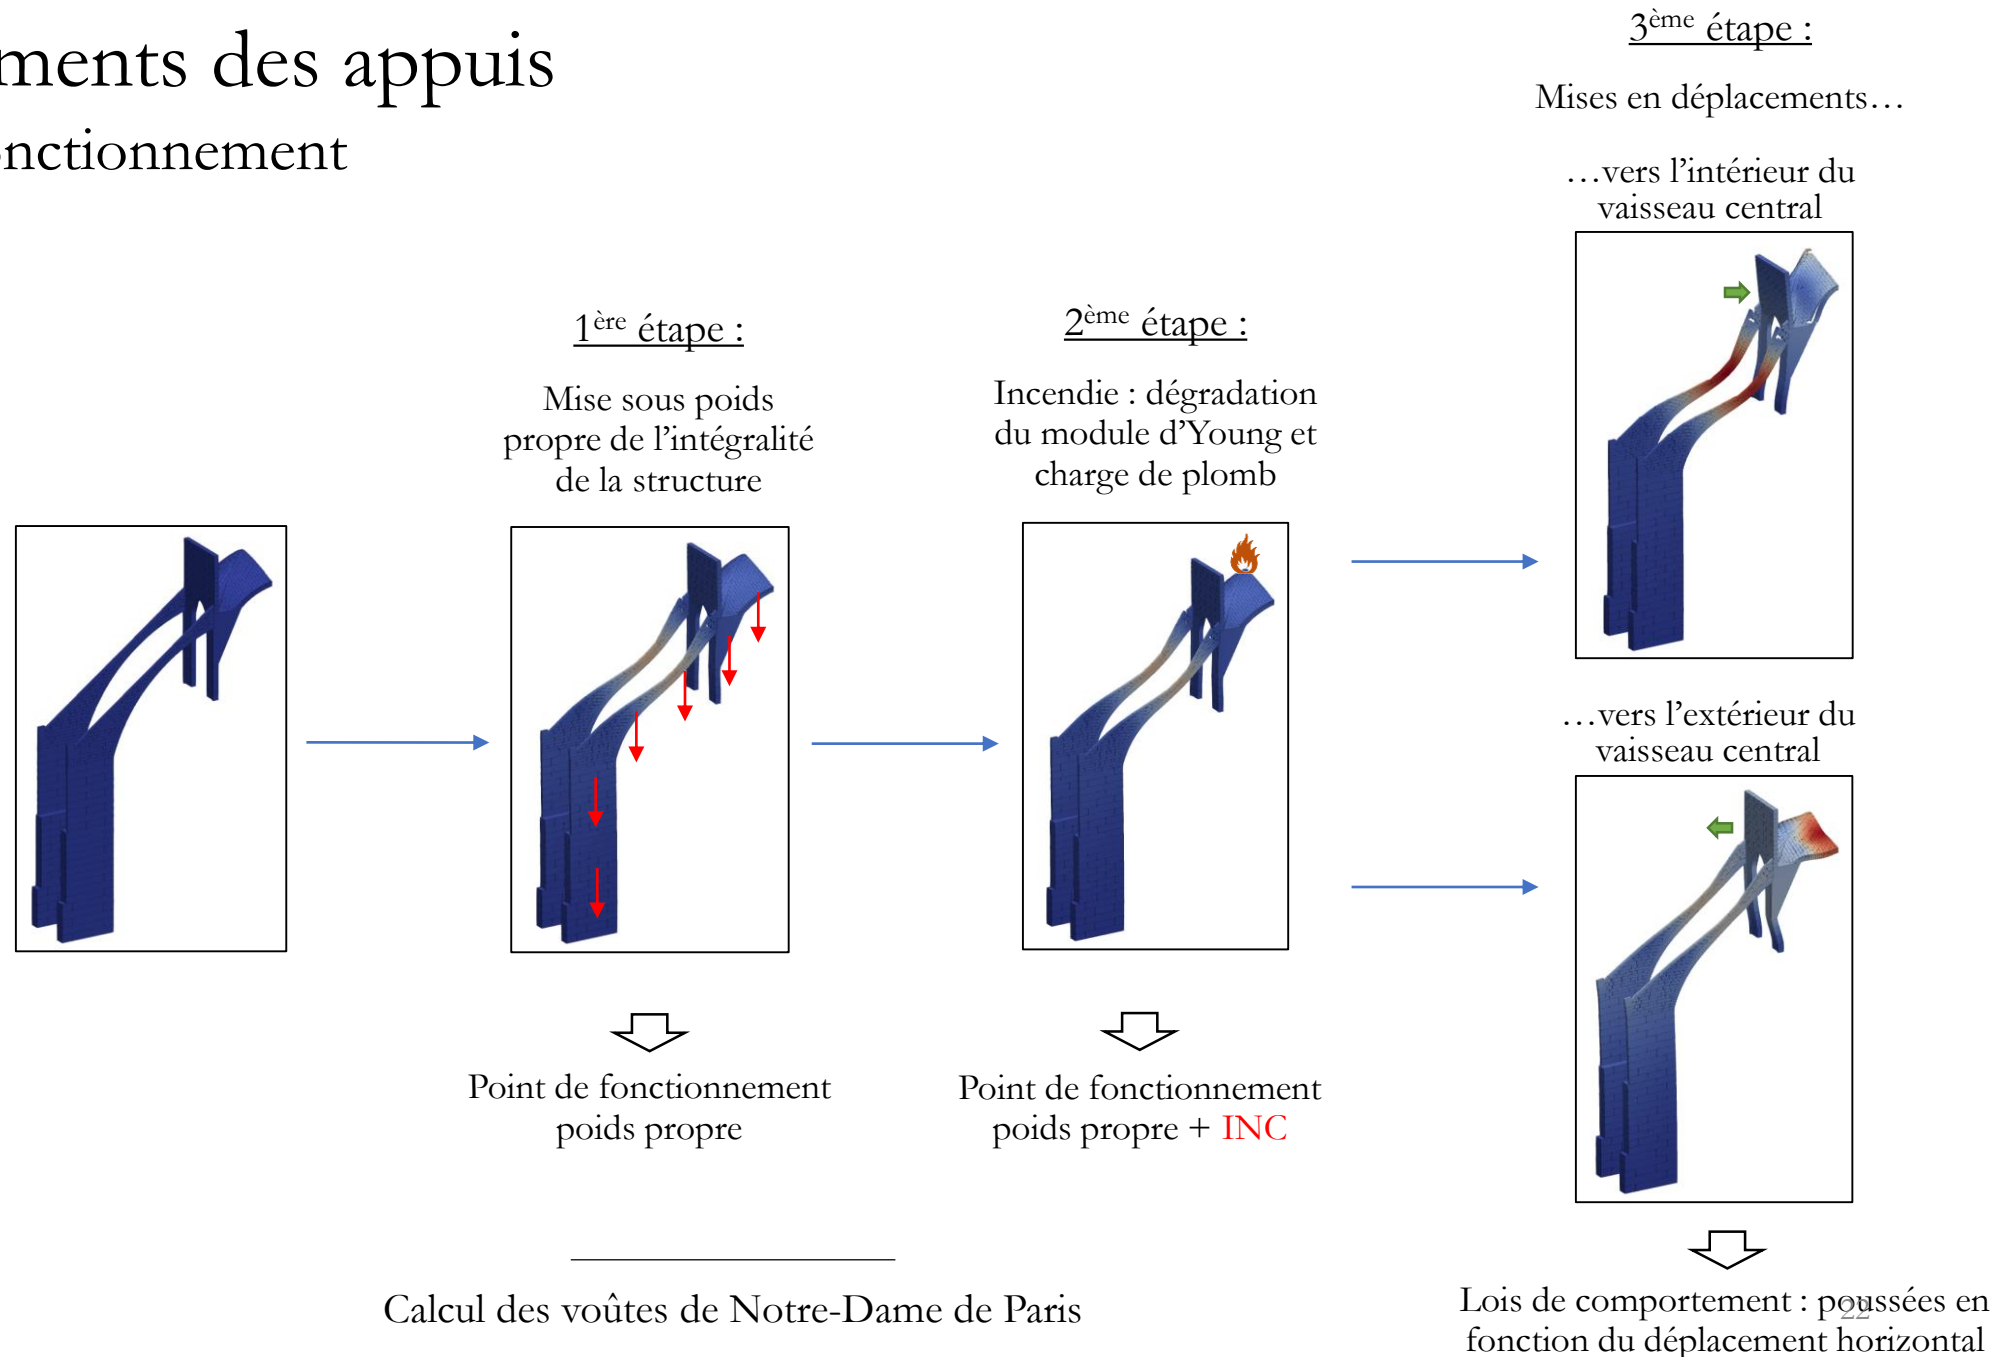 ments des appuis
onctionnement
1ère étape :
Mise sous poids
propre de l’intégralité
de la structure
Point de fonctionnement
poids propre
2ème étape :
Incendie : dégradation
du module d’Young et
charge de plomb
Point de fonctionnement
poids propre + INC
3ème étape :
Mises en déplacements…
…vers l’intérieur du
vaisseau central
…vers l’extérieur du
vaisseau central
Lois de comportement : poussées en
fonction du déplacement horizontal
Calcul des voûtes de Notre-Dame de Paris
22